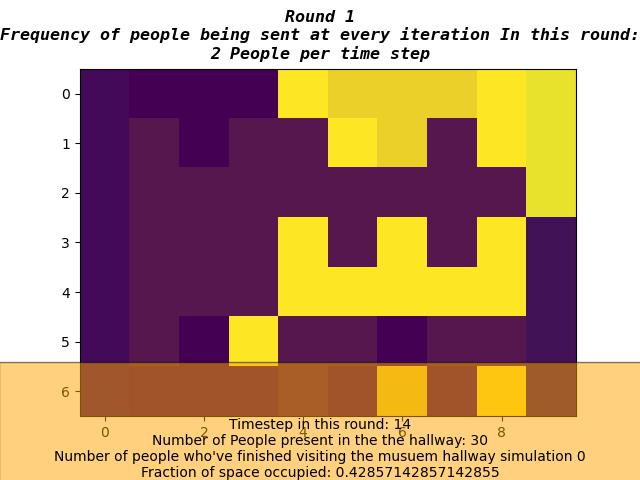 Round 1
Frequency of people being sent at every iteration In this round:
2 People per time step
0
1
2
3
4
5
6
0 2 4 6 8
Timestep in this round: 14
Number of People present in the the hallway: 30
Number of people who've finished visiting the musuem hallway simulation 0
Fraction of space occupied: 0.42857142857142855